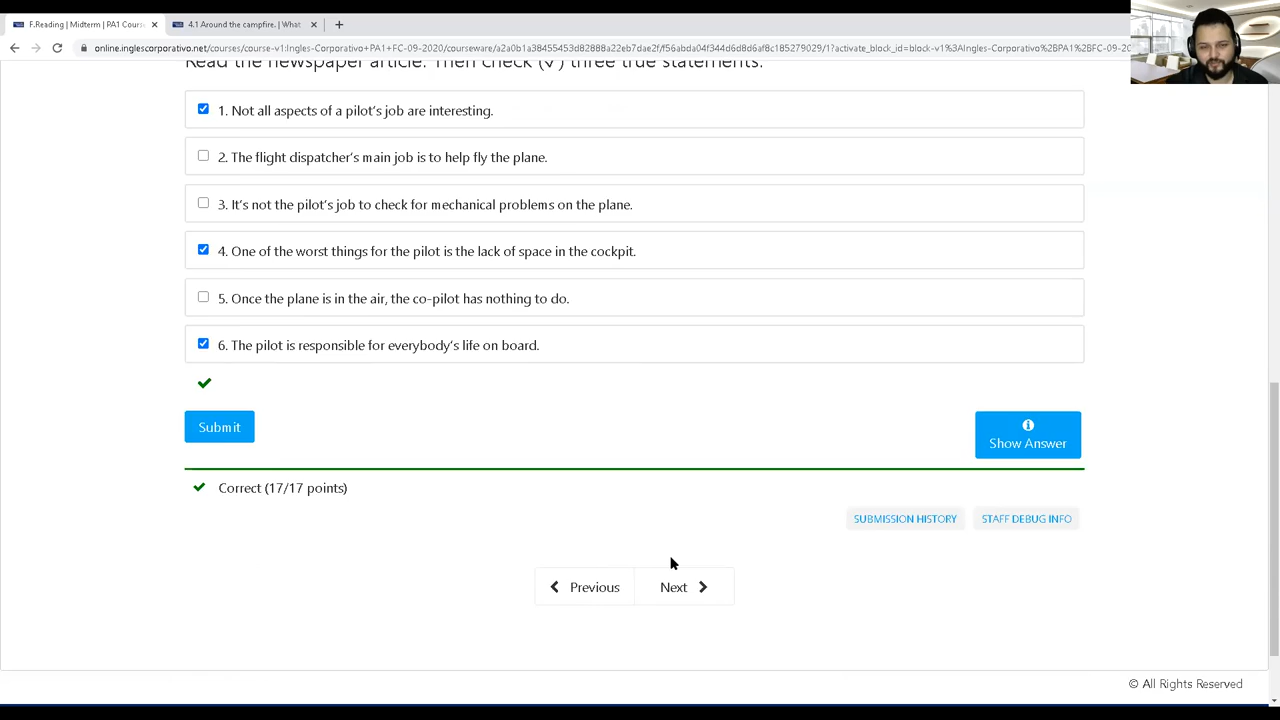 F.Reading | Midterm | PA1 Cours
4.1 Around the campfire. | What
online.inglescorporativo.net/courses/course-v1:Ingles-Corporativo+PA1+FC-09-2020/
Read the newspaper article. Then check (√) three true statements.
1. Not all aspects of a pilot's job are interesting.
2. The flight dispatcher's main job is to help fly the plane.
3. It's not the pilot's job to check for mechanical problems on the plane.
4. One of the worst things for the pilot is the lack of space in the cockpit.
5. Once the plane is in the air, the co-pilot has nothing to do.
6. The pilot is responsible for everybody's life on board.
Submit
Show Answer
Correct (17/17 points)
SUBMISSION HISTORY STAFF DEBUG INFO
Previous Next
© All Rights Reserved